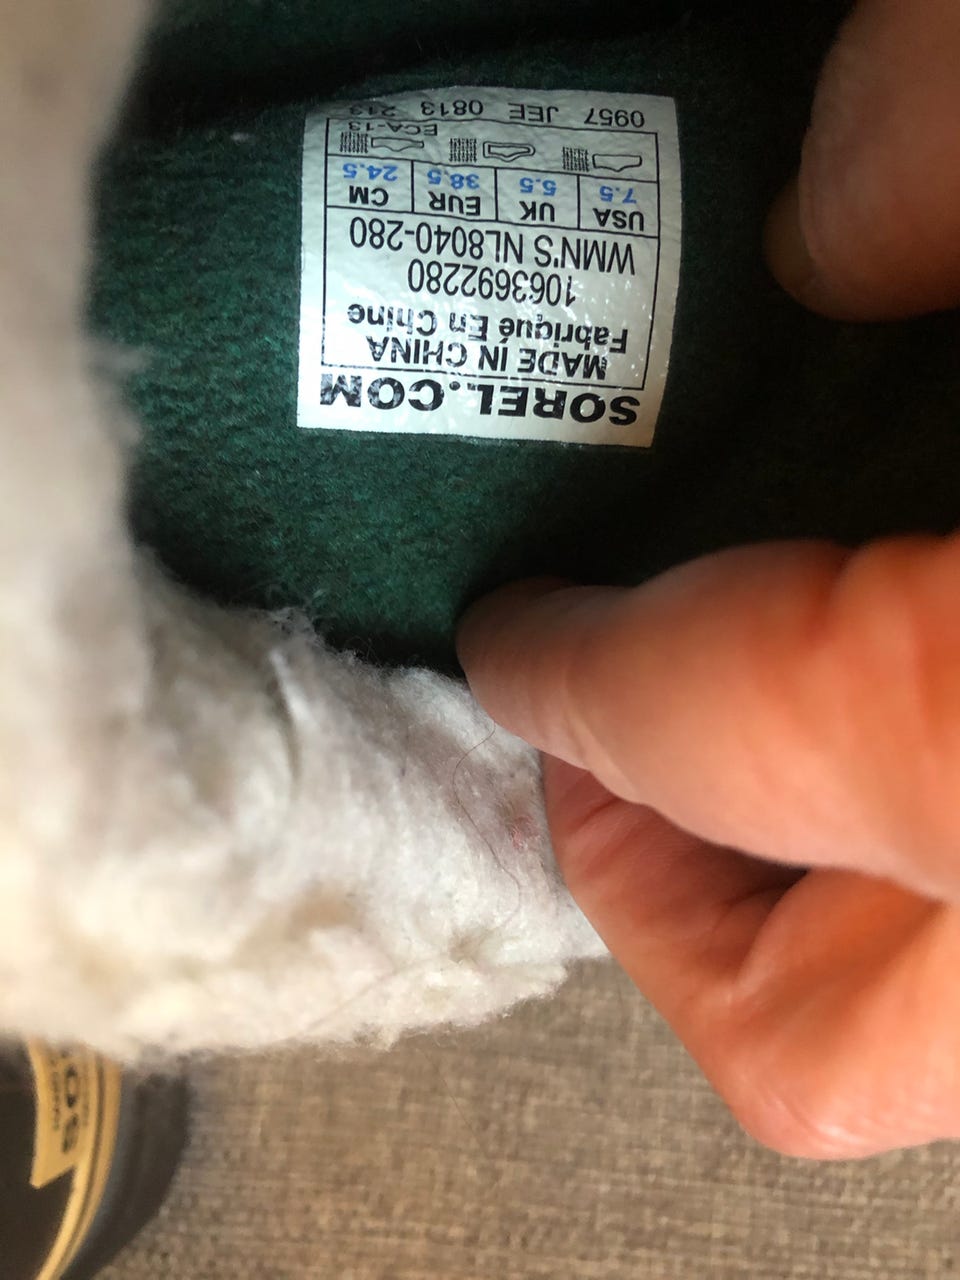 SOREL.COM
MADE IN CHINA
Fabriqué En Chine
1063692280
WMN'S NL8040-280
USA UK EUR CM
7.5 5.5 38.5 24.5
ECA-13
0957 JEE 0813 213